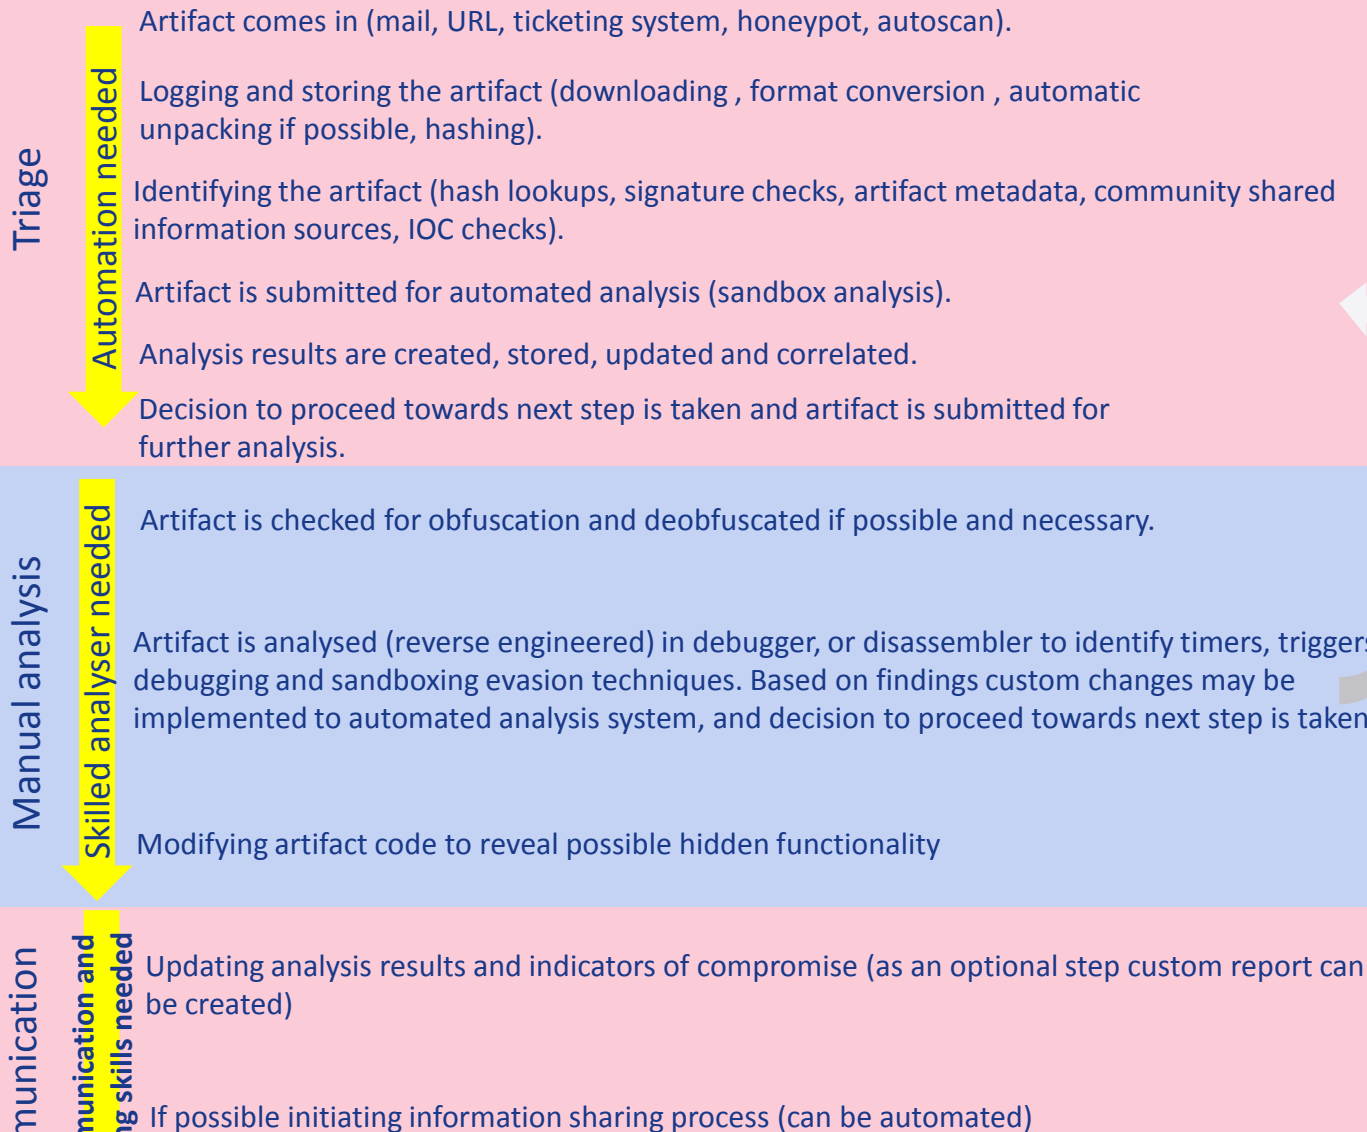 Triage
Automation needed
Artifact comes in (mail, URL, ticketing system, honeypot, autoscan).
Logging and storing the artifact (downloading , format conversion , automatic
unpacking if possible, hashing).
Identifying the artifact (hash lookups, signature checks, artifact metadata, community shared
information sources, IOC checks).
Artifact is submitted for automated analysis (sandbox analysis).
Analysis results are created, stored, updated and correlated.
Decision to proceed towards next step is taken and artifact is submitted for
further analysis.
Manual analysis
Skilled analyser needed
Artifact is checked for obfuscation and deobfuscated if possible and necessary.
Artifact is analysed (reverse engineered) in debugger, or disassembler to identify timers, triggers
debugging and sandboxing evasion techniques. Based on findings custom changes may be
implemented to automated analysis system, and decision to proceed towards next step is taken
Modifying artifact code to reveal possible hidden functionality
munication
munication and
ng skills needed
Updating analysis results and indicators of compromise (as an optional step custom report can
be created)
If possible initiating information sharing process (can be automated)